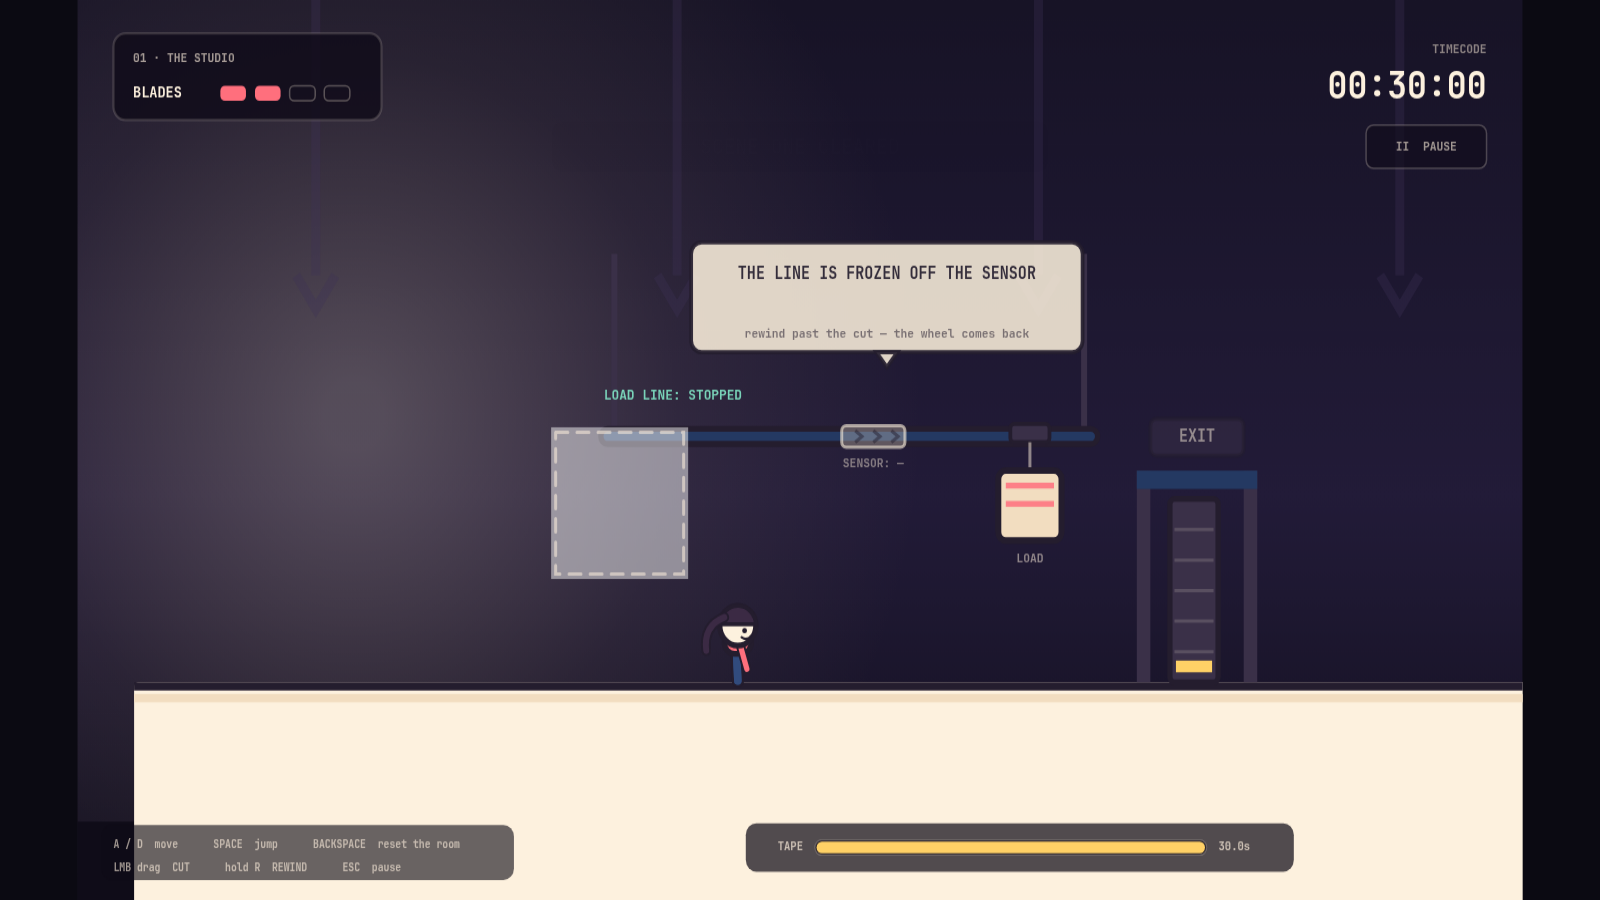 01 · THE STUDIO
BLADES
TIMECODE
00:30:00
II PAUSE
THE LINE IS FROZEN OFF THE SENSOR
rewind past the cut — the wheel comes back
LOAD LINE: STOPPED
SENSOR: —
EXIT
LOAD
A / D move SPACE jump BACKSPACE reset the room
LMB drag CUT hold R REWIND ESC pause
TAPE 30.0s